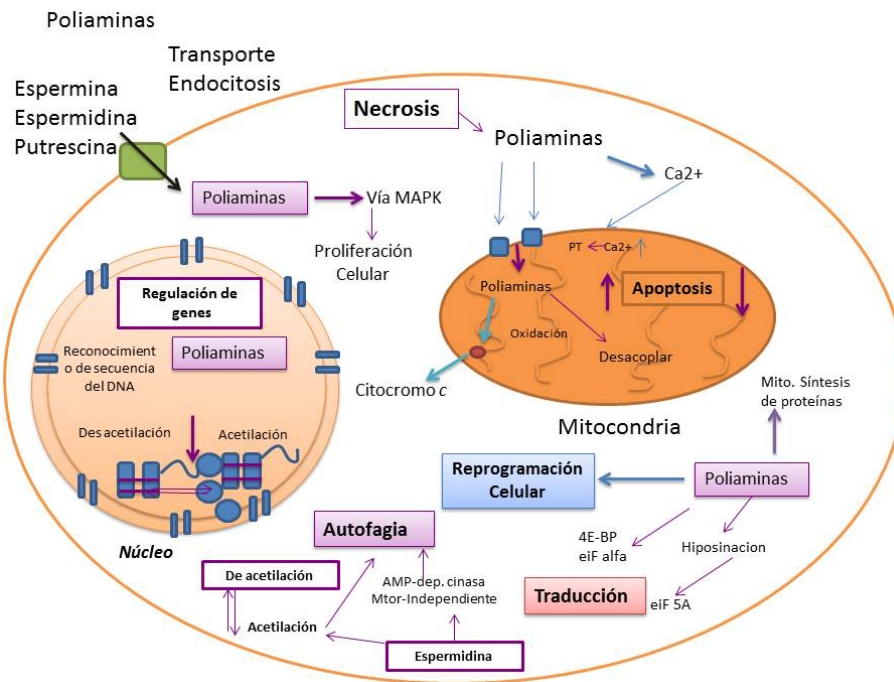 Poliaminas
Transporte
Endocitosis
Espermina
Espermidina
Putrescina
Necrosis
Poliaminas
Ca2+
Poliaminas
Vía MAPK
Proliferación
Celular
PT
Ca2+
Poliaminas
Apoptosis
Oxidación
Desacoplar
Citocromo c
Mitocondria
Regulación de
genes
Reconocimient
o de secuencia
del DNA
Poliaminas
Des acetilación
Acetilación
Núcleo
Mito. Síntesis
de proteínas
Reprogramación
Celular
Poliaminas
4E-BP
eiF alfa
Hiposinacion
Traducción
eiF 5A
Autofagia
De acetilación
AMP-dep. cinasa
Mtor-Independiente
Acetilación
Espermidina